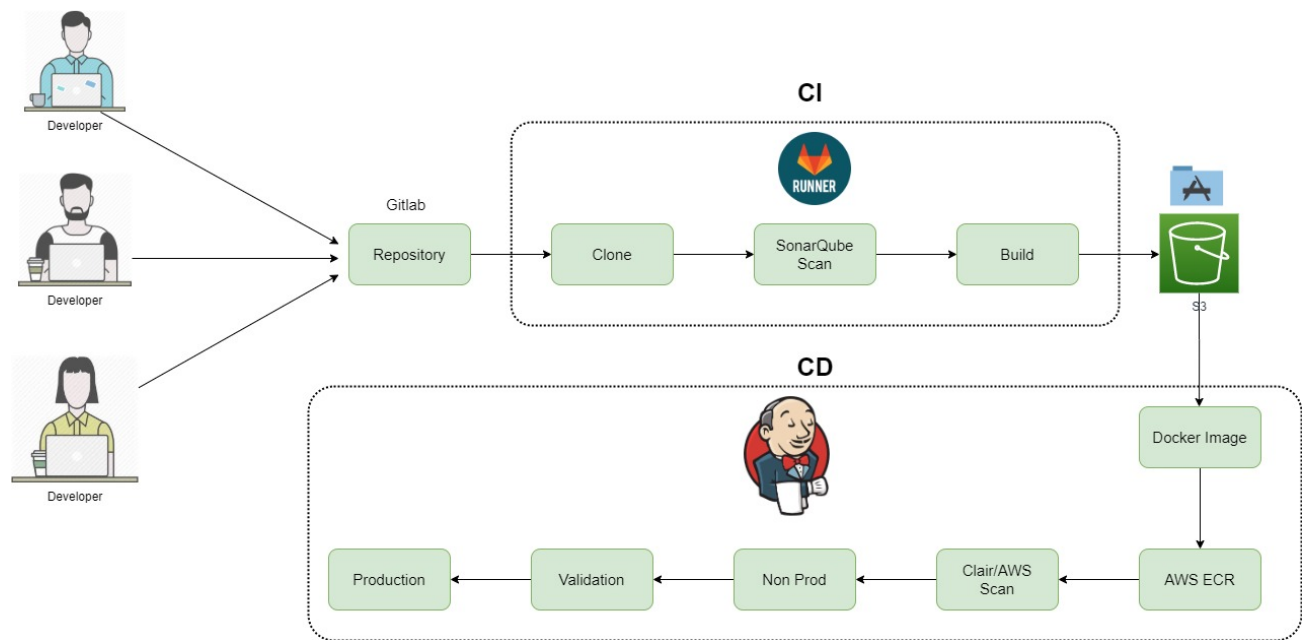 Developer
Developer
Developer
Gitlab
Repository
CI
RUNNER
Clone
SonarQube
Scan
Build
S3
CD
Docker Image
AWS ECR
Clair/AWS
Scan
Non Prod
Validation
Production